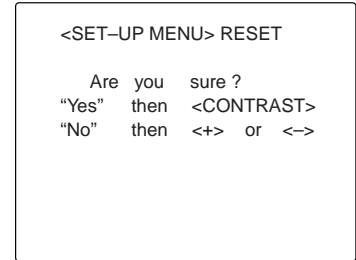 <SET–UP MENU> RESET
Are you sure ?
“Yes” then <CONTRAST>
“No” then <+> or <–>